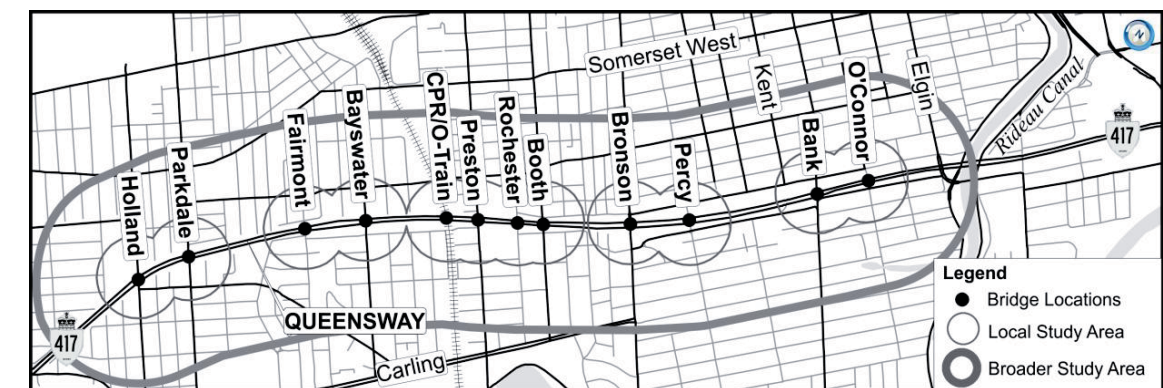 Somerset West
Kent
O'Connor
Elgin
Rideau Canal
417
CPR/O-Train
Bayswater
Fairmont
Preston
Rochester
Booth
Bronson
Percy
Bank
Parkdale
Holland
417
QUEENSWAY
Carling
Legend
Bridge Locations
Local Study Area
Broader Study Area
N